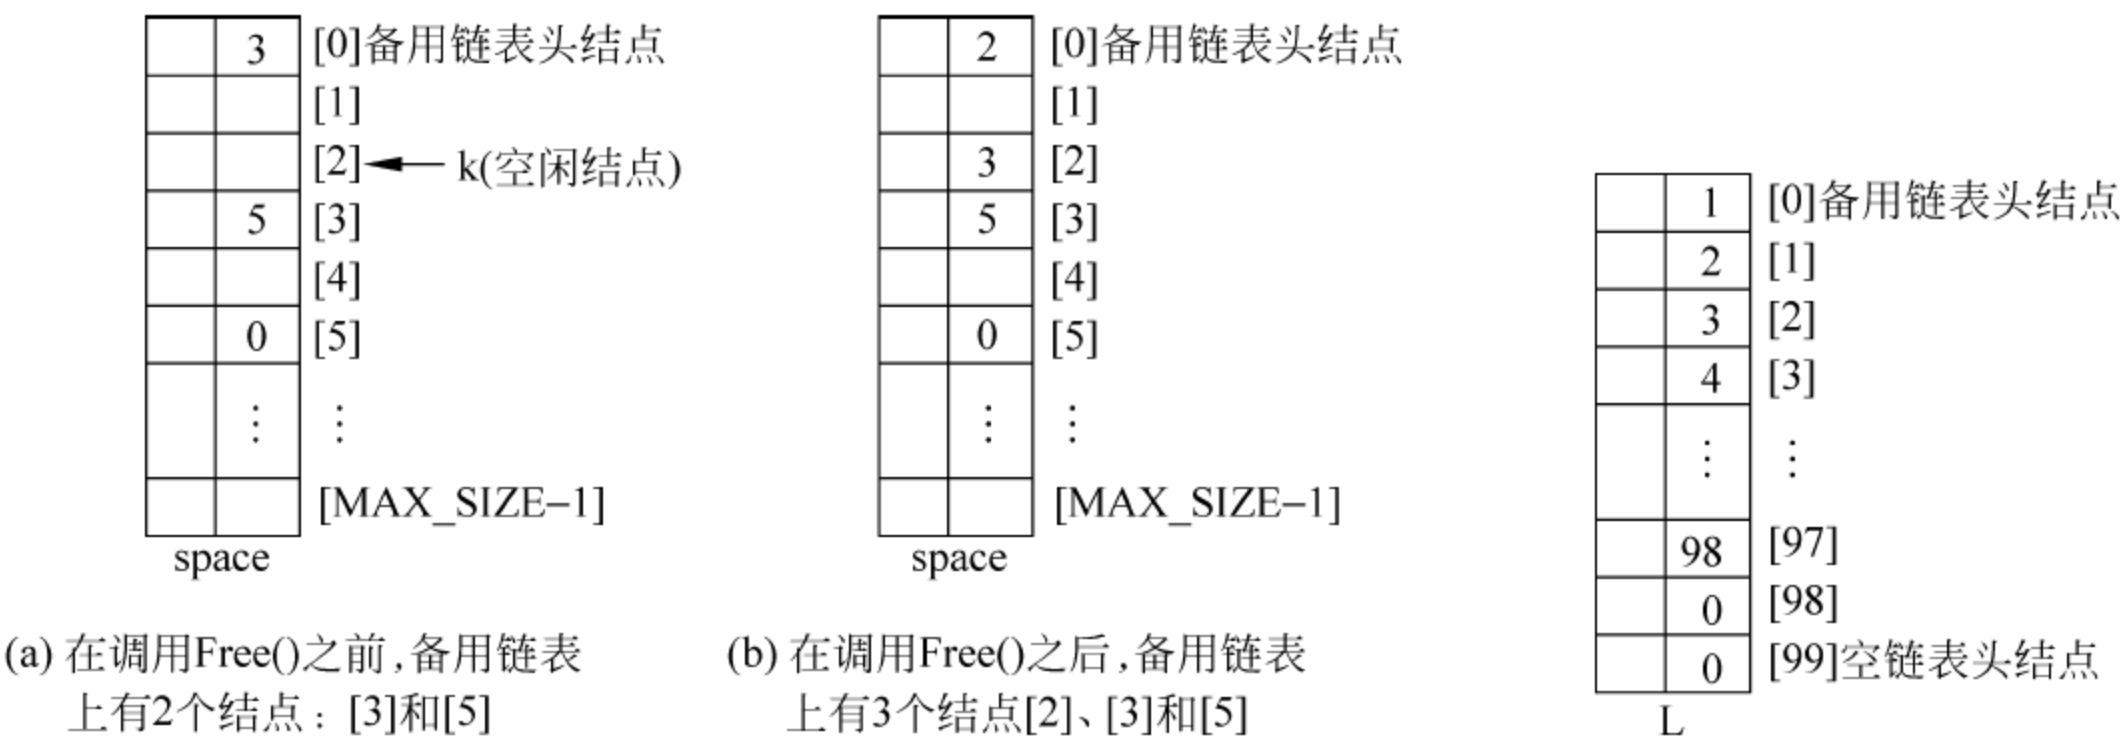 3 [0]备用链表头结点
[1]
[2] k(空闲结点)
5 [3]
[4]
0 [5]
⋮ ⋮
[MAX_SIZE–1]
space
(a) 在调用Free()之前,备用链表
上有2个结点：[3]和[5]
2 [0]备用链表头结点
[1]
3 [2]
5 [3]
[4]
0 [5]
⋮ ⋮
[MAX_SIZE–1]
space
(b) 在调用Free()之后,备用链表
上有3个结点[2]、[3]和[5]
1 [0]备用链表头结点
2 [1]
3 [2]
4 [3]
⋮ ⋮
98 [97]
0 [98]
0 [99]空链表头结点
L